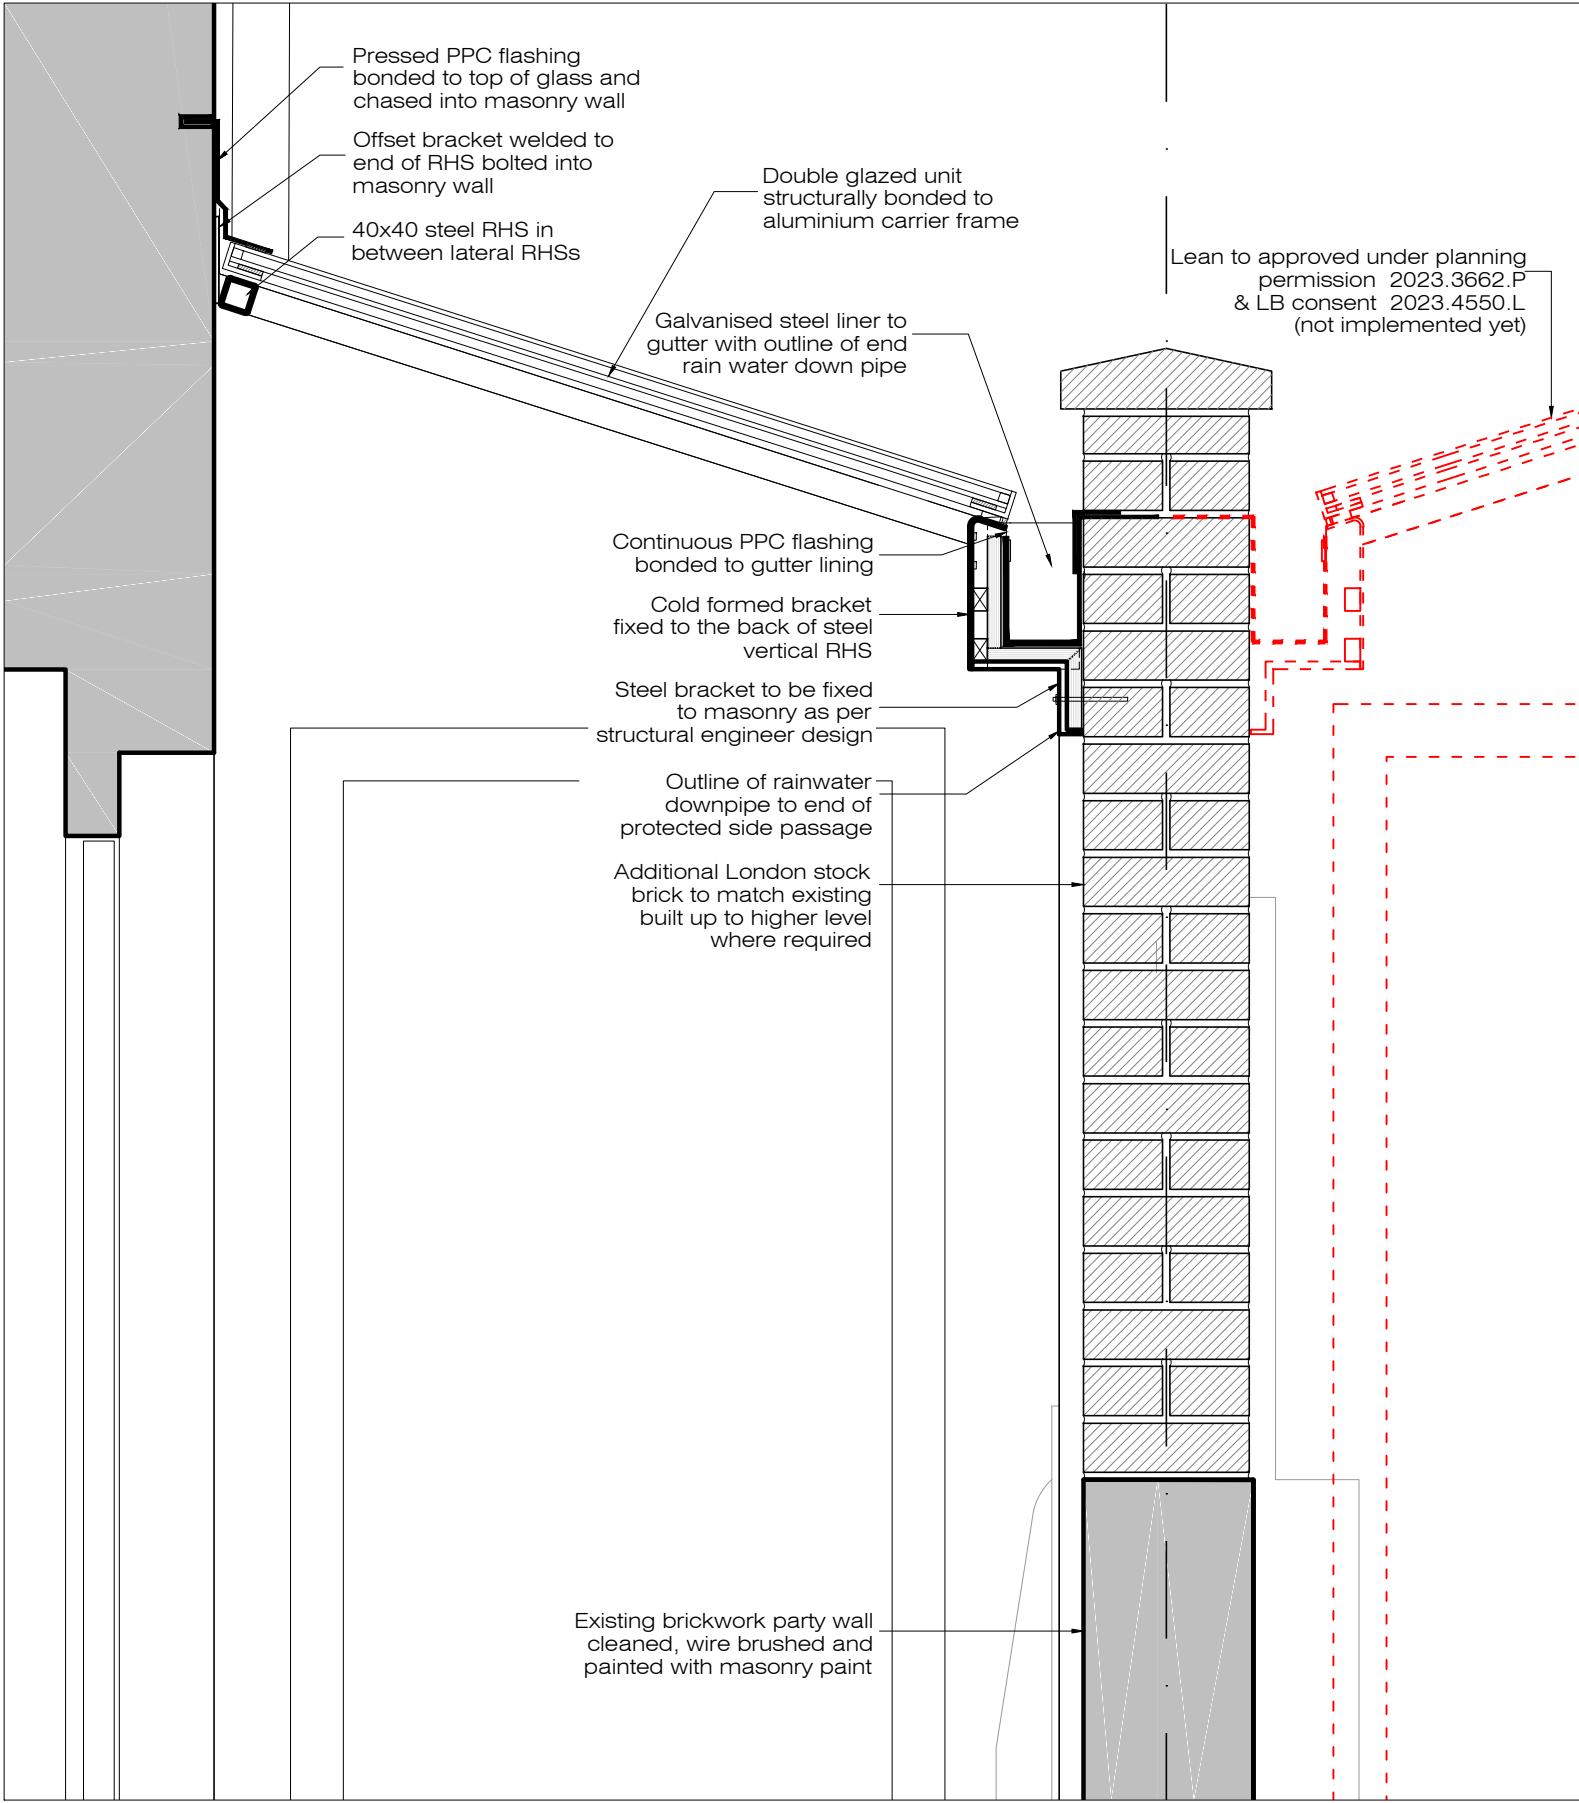 Pressed PPC flashing
bonded to top of glass and
chased into masonry wall
Offset bracket welded to
end of RHS bolted into
masonry wall
40x40 steel RHS in
between lateral RHSs
Double glazed unit
structurally bonded to
aluminium carrier frame
Lean to approved under planning
permission 2023.3662.P
& LB consent 2023.4550.L
(not implemented yet)
Galvanised steel liner to
gutter with outline of end
rain water down pipe
Continuous PPC flashing
bonded to gutter lining
Cold formed bracket
fixed to the back of steel
vertical RHS
Steel bracket to be fixed
to masonry as per
structural engineer design
Outline of rainwater
downpipe to end of
protected side passage
Additional London stock
brick to match existing
built up to higher level
where required
Existing brickwork party wall
cleaned, wire brushed and
painted with masonry paint